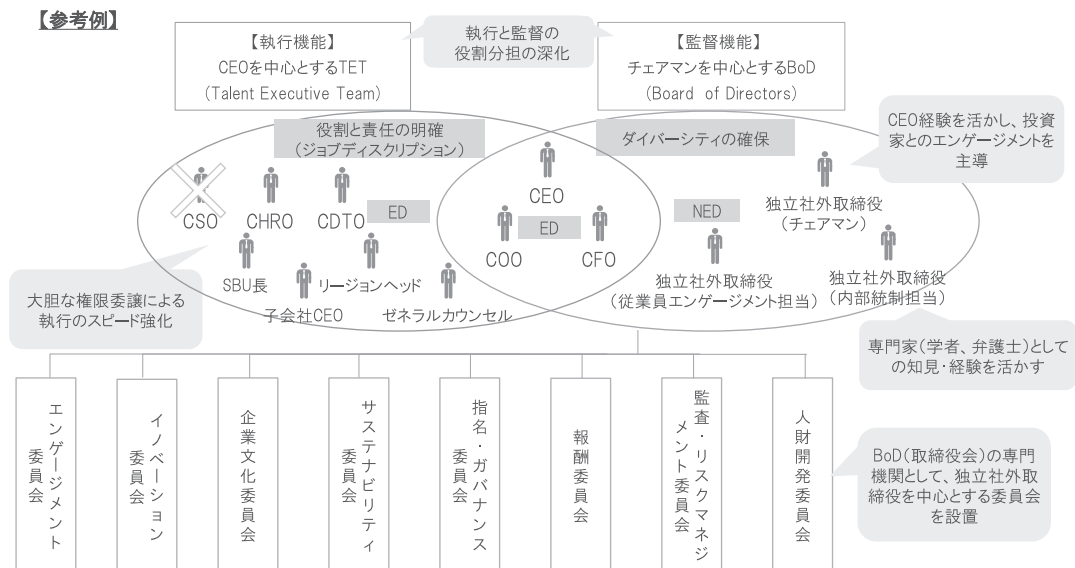 【参考例】
【執行機能】
CEOを中心とするTET
(Talent Executive Team)
執行と監督の
役割分担の深化
【監督機能】
チェアマンを中心とするBoD
(Board of Directors)
役割と責任の明確
(ジョブディスクリプション)
ダイバーシティの確保
CEO経験を活かし、投資
家とのエンゲージメントを
主導
CSO
CHRO
CDTO
ED
CEO
COO
ED
CFO
NED
独立社外取締役
(チェアマン)
SBU長
リージョンヘッド
子会社CEO
ゼネラルカウンセル
独立社外取締役
(従業員エンゲージメント担当)
独立社外取締役
(内部統制担当)
大胆な権限委譲による
執行のスピード強化
専門家(学者、弁護士)として
の知見・経験を活かす
エンゲージメント
委員会
イノベーション
委員会
企業文化委員会
サステナビリティ
委員会
指名・ガバナンス
委員会
報酬委員会
監査・リスクマネジ
メント委員会
人財開発委員会
BoD(取締役会)の専門
機関として、独立社外取
締役を中心とする委員会
を設置